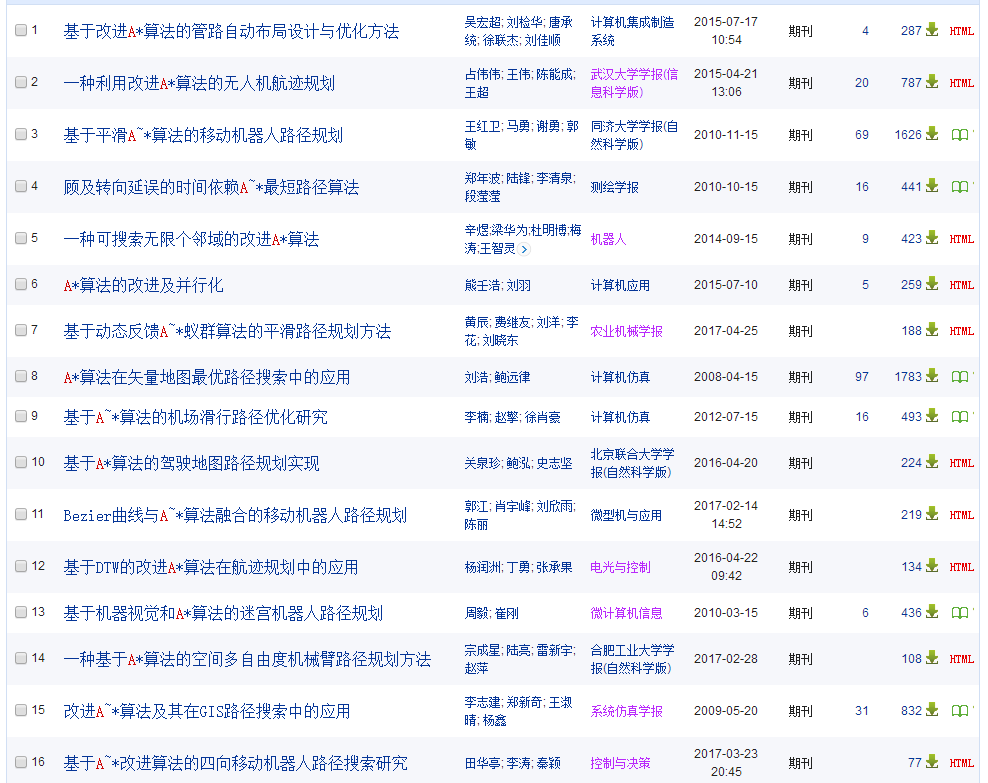 1 基于改进A*算法的管路自动布局设计与优化方法 吴宏超; 刘检华; 唐承统; 徐联杰; 刘佳顺 计算机集成制造系统 2015-07-17 10:54 期刊 4 287 HTML
2 一种利用改进A*算法的无人机航迹规划 占伟伟; 王伟; 陈能成; 王超 武汉大学学报(信息科学版) 2015-04-21 13:06 期刊 20 787 HTML
3 基于平滑A~*算法的移动机器人路径规划 王红卫; 马勇; 谢勇; 郭敏 同济大学学报(自然科学版) 2010-11-15 期刊 69 1626
4 顾及转向延误的时间依赖A~*最短路径算法 郑年波; 陆锋; 李清泉; 段滢滢 测绘学报 2010-10-15 期刊 16 441
5 一种可搜索无限个邻域的改进A*算法 辛煜;梁华为;杜明博;梅涛;王智灵 机器人 2014-09-15 期刊 9 423 HTML
6 A*算法的改进及并行化 熊壬浩; 刘羽 计算机应用 2015-07-10 期刊 5 259 HTML
7 基于动态反馈A~*蚁群算法的平滑路径规划方法 黄辰; 费继友; 刘洋; 李花; 刘晓东 农业机械学报 2017-04-25 期刊 188 HTML
8 A*算法在矢量地图最优路径搜索中的应用 刘浩; 鲍远律 计算机仿真 2008-04-15 期刊 97 1783
9 基于A~*算法的机场滑行路径优化研究 李楠; 赵擎; 徐肖豪 计算机仿真 2012-07-15 期刊 16 493
10 基于A*算法的驾驶地图路径规划实现 关泉珍; 鲍泓; 史志坚 北京联合大学学报(自然科学版) 2016-04-20 期刊 224 HTML
11 Bezier曲线与A~*算法融合的移动机器人路径规划 郭江; 肖宇峰; 刘欣雨; 陈丽 微型机与应用 2017-02-14 14:52 期刊 219 HTML
12 基于DTW的改进A*算法在航迹规划中的应用 杨润洲; 丁勇; 张承果 电光与控制 2016-04-22 09:42 期刊 134 HTML
13 基于机器视觉和A*算法的迷宫机器人路径规划 周毅; 崔刚 微计算机信息 2010-03-15 期刊 6 436
14 一种基于A*算法的空间多自由度机械臂路径规划方法 宗成星; 陆亮; 雷新宇; 赵萍 合肥工业大学学报(自然科学版) 2017-02-28 期刊 108 HTML
15 改进A~*算法及其在GIS路径搜索中的应用 李志建; 郑新奇; 王淑晴; 杨鑫 系统仿真学报 2009-05-20 期刊 31 832
16 基于A~*改进算法的四向移动机器人路径搜索研究 田华亭; 李涛; 秦颖 控制与决策 2017-03-23 20:45 期刊 77 HTML